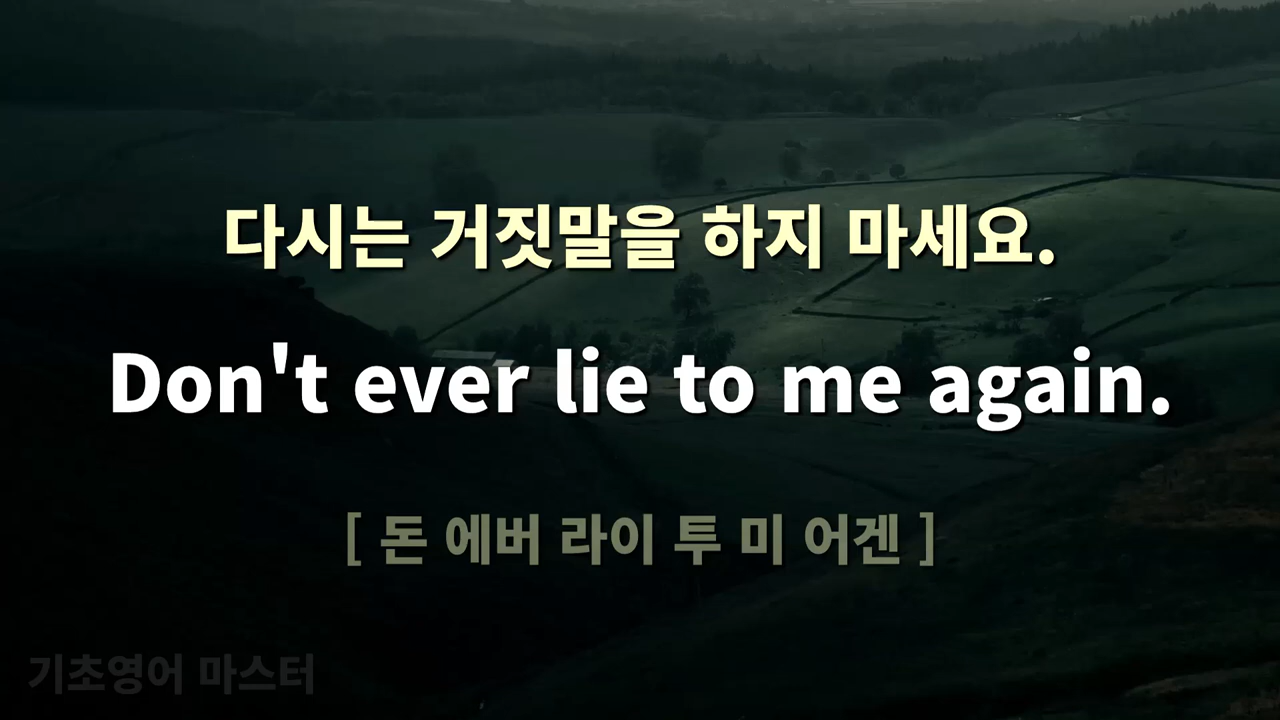 다시는 거짓말을 하지 마세요.
Don't ever lie to me again.
[ 돈 에버 라이 투 미 어겐 ]
기초영어 마스터